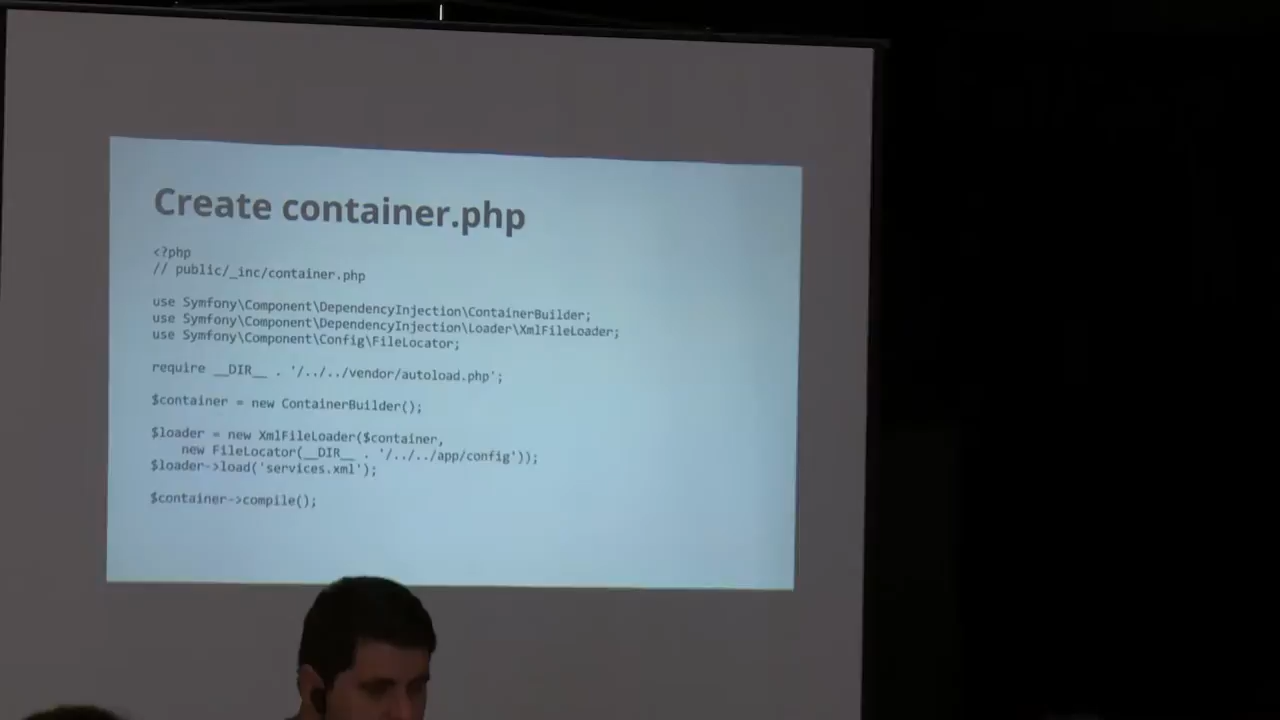 Create container.php
<?php
// public/_inc/container.php
use Symfony\Component\DependencyInjection\ContainerBuilder;
use Symfony\Component\DependencyInjection\Loader\XmlFileLoader;
use Symfony\Component\Config\FileLocator;
require __DIR__ . '/../../vendor/autoload.php';
$container = new ContainerBuilder();
$loader = new XmlFileLoader($container,
new FileLocator(__DIR__ . '/../../app/config'));
$loader->load('services.xml');
$container->compile();